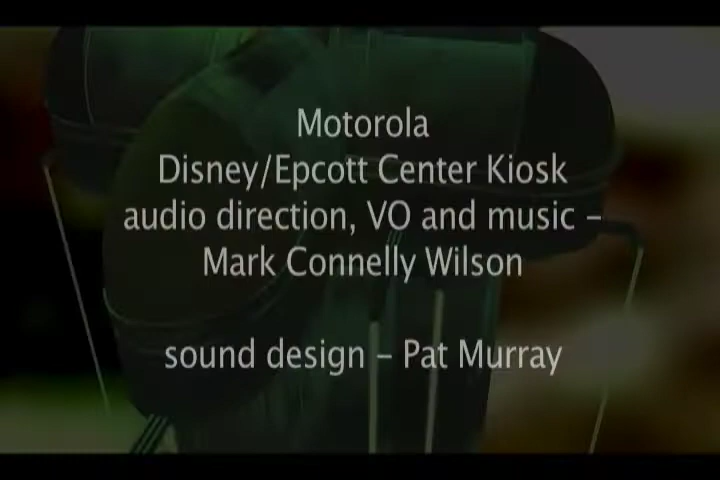 Motorola
Disney/Epcott Center Kiosk
audio direction, VO and music –
Mark Connelly Wilson
sound design – Pat Murray